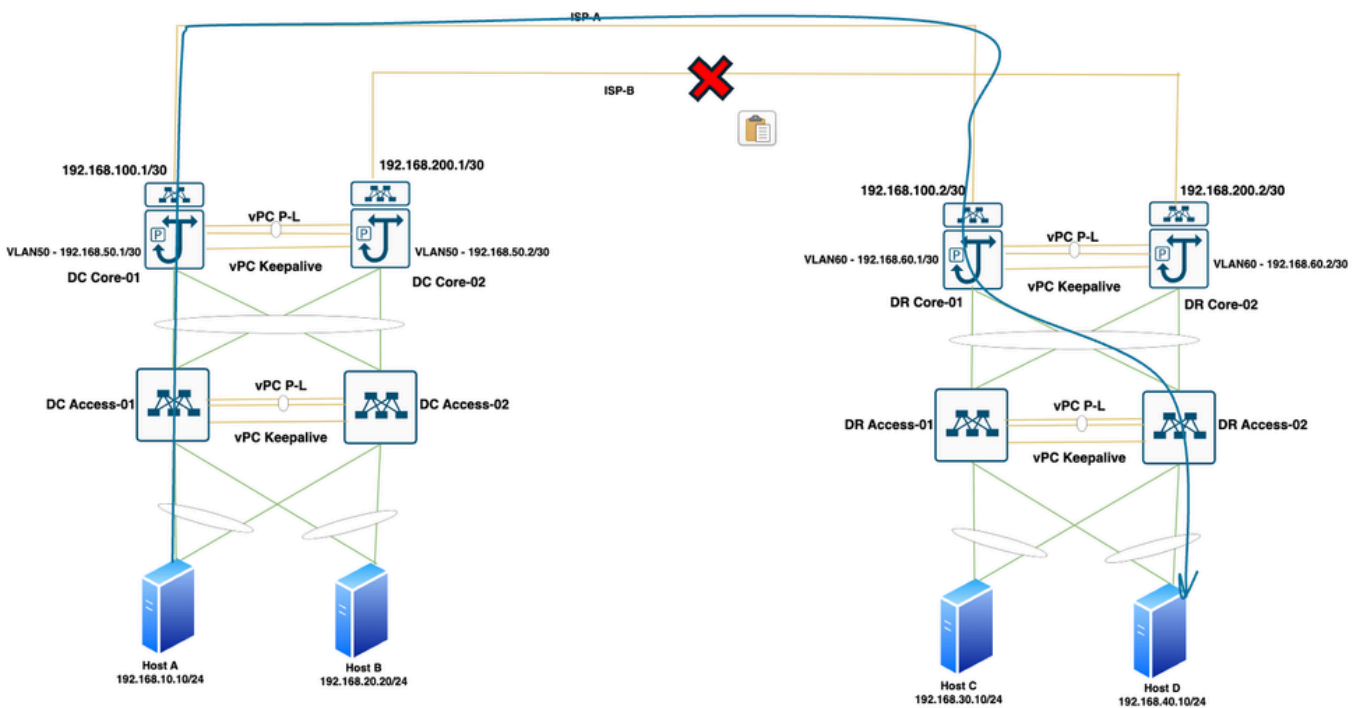 ISP-A
ISP-B
192.168.100.1/30
192.168.200.1/30
192.168.100.2/30
192.168.200.2/30
vPC P-L
P
P
VLAN50 - 192.168.50.1/30
VLAN50 - 192.168.50.2/30
vPC Keepalive
DC Core-01
DC Core-02
vPC P-L
P
P
VLAN60 - 192.168.60.1/30
VLAN60 - 192.168.60.2/30
vPC Keepalive
DR Core-01
DR Core-02
vPC P-L
DC Access-01
DC Access-02
vPC Keepalive
vPC P-L
DR Access-01
DR Access-02
vPC Keepalive
Host A
192.168.10.10/24
Host B
192.168.20.20/24
Host C
192.168.30.10/24
Host D
192.168.40.10/24